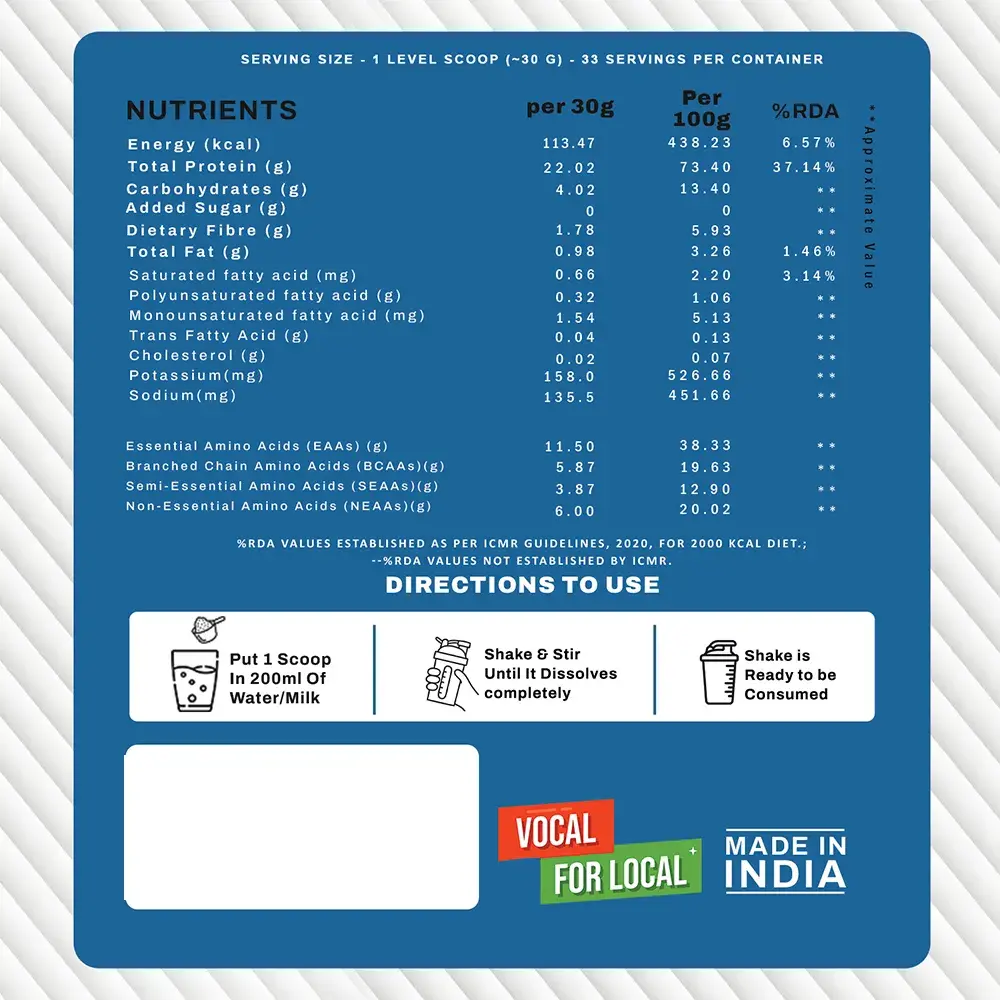 SERVING SIZE - 1 LEVEL SCOOP (~30 G) - 33 SERVINGS PER CONTAINER
NUTRIENTS per 30g Per 100g %RDA
Energy (kcal) 113.47 438.23 6.57%
Total Protein (g) 22.02 73.40 37.14%
Carbohydrates (g) 4.02 13.40 **
Added Sugar (g) 0 0 **
Dietary Fibre (g) 1.78 5.93 **
Total Fat (g) 0.98 3.26 1.46%
Saturated fatty acid (mg) 0.66 2.20 3.14%
Polyunsaturated fatty acid (g) 0.32 1.06 **
Monounsaturated fatty acid (mg) 1.54 5.13 **
Trans Fatty Acid (g) 0.04 0.13 **
Cholesterol (g) 0.02 0.07 **
Potassium(mg) 158.0 526.66 **
Sodium(mg) 135.5 451.66 **
**Approximate Value
Essential Amino Acids (EAAs) (g) 11.50 38.33 **
Branched Chain Amino Acids (BCAAs)(g) 5.87 19.63 **
Semi-Essential Amino Acids (SEAAs)(g) 3.87 12.90 **
Non-Essential Amino Acids (NEAAs)(g) 6.00 20.02 **
%RDA VALUES ESTABLISHED AS PER ICMR GUIDELINES, 2020, FOR 2000 KCAL DIET.;
--%RDA VALUES NOT ESTABLISHED BY ICMR.
DIRECTIONS TO USE
Put 1 Scoop
In 200ml Of
Water/Milk
Shake & Stir
Until It Dissolves
completely
Shake is
Ready to be
Consumed
VOCAL
FOR LOCAL
MADE IN
INDIA